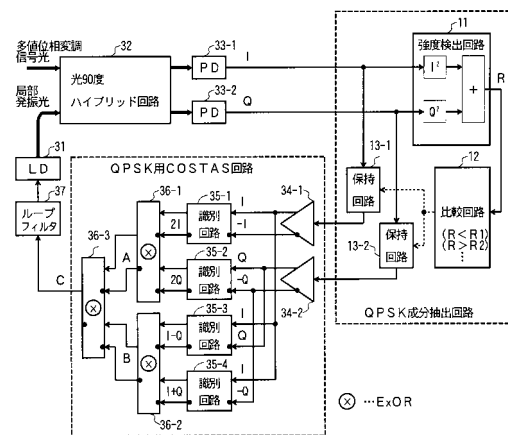 多値位相変調
信号光
32
光90度
ハイブリッド回路
33-1
PD
I
33-2
PD
Q
局部
発振光
31
LD
37
ループ
フィルタ
C
11
強度検出回路
I²
Q²
+
R
12
比較回路
(R<R1)
(R>R2)
⋮
13-1
保持
回路
13-2
保持
回路
QPSK成分抽出回路
QPSK用COSTAS回路
36-1
35-1
34-1
識別
回路
I
-I
2I
35-2
識別
回路
Q
-Q
2Q
34-2
36-3
A
B
35-3
識別
回路
I
Q
I-Q
35-4
識別
回路
I
-Q
I+Q
36-2
ⓧ …ExOR